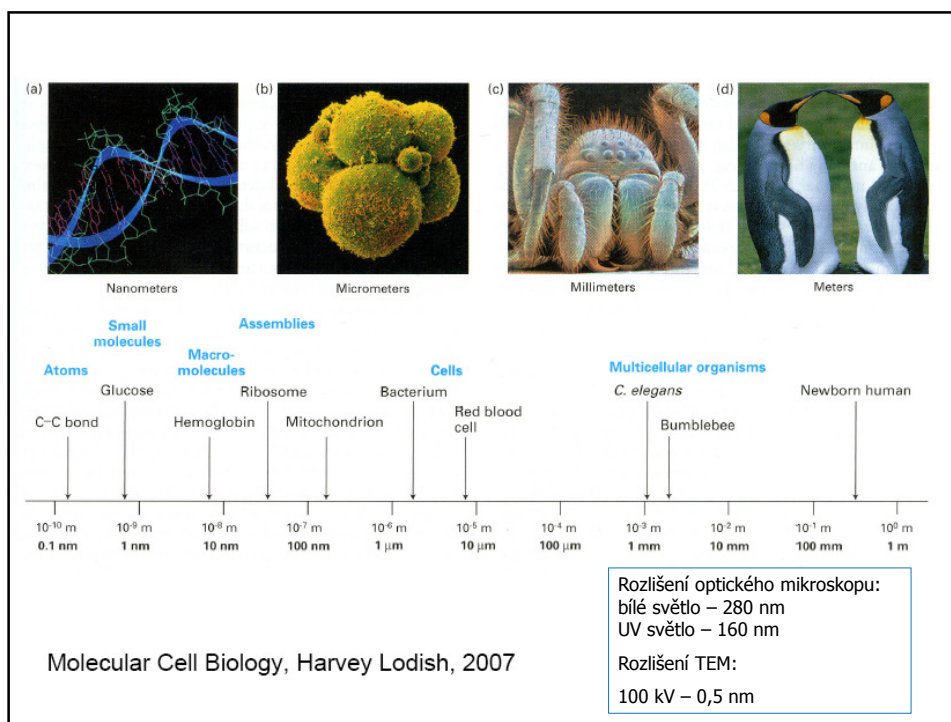 (a)
(b)
(c)
(d)
Nanometers
Micrometers
Millimeters
Meters
Small
molecules
Assemblies
Atoms
Macro-
molecules
Cells
Multicellular organisms
Glucose
Ribosome
Bacterium
C. elegans
Newborn human
C–C bond
Hemoglobin
Mitochondrion
Red blood
cell
Bumblebee
10⁻¹⁰ m
10⁻⁹ m
10⁻⁸ m
10⁻⁷ m
10⁻⁶ m
10⁻⁵ m
10⁻⁴ m
10⁻³ m
10⁻² m
10⁻¹ m
10⁰ m
0.1 nm
1 nm
10 nm
100 nm
1 μm
10 μm
100 μm
1 mm
10 mm
100 mm
1 m
Rozlišení optického mikroskopu:
bílé světlo – 280 nm
UV světlo – 160 nm
Rozlišení TEM:
100 kV – 0,5 nm
Molecular Cell Biology, Harvey Lodish, 2007